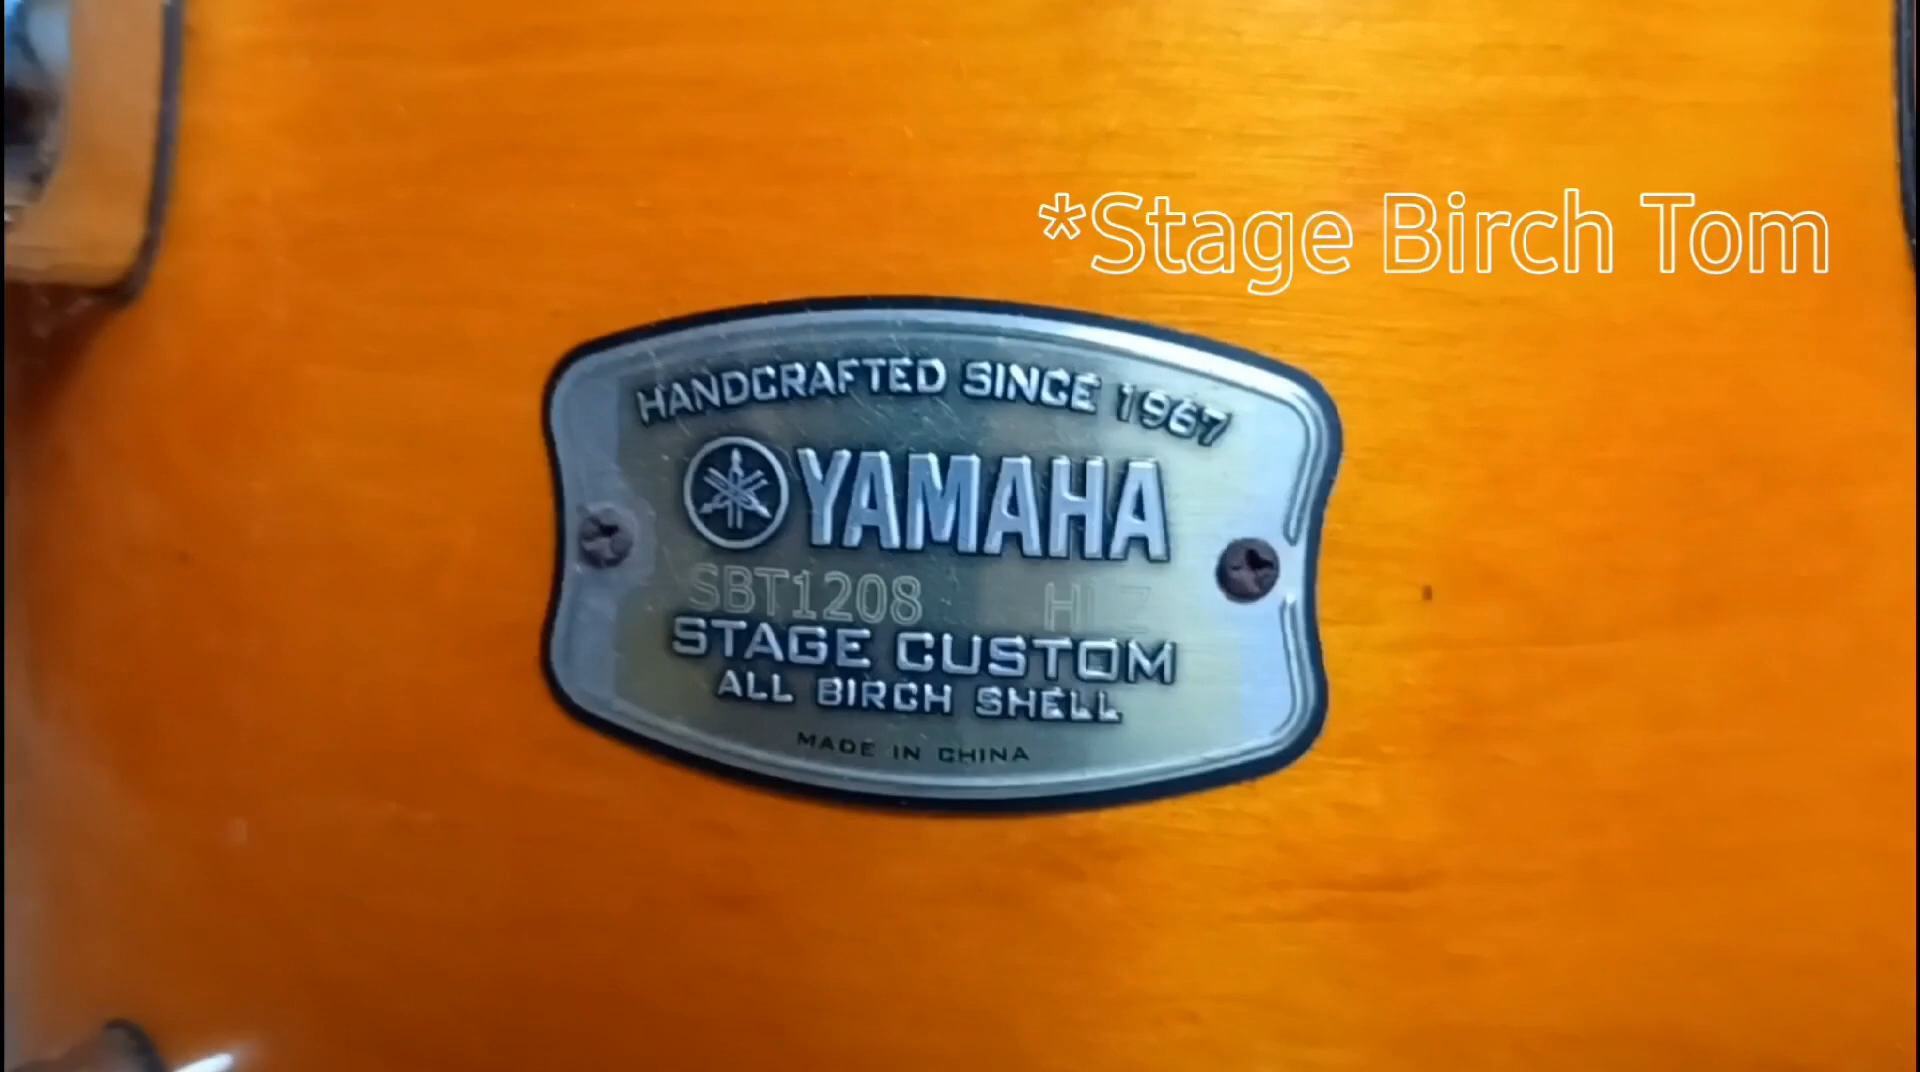 *Stage Birch Tom
HANDCRAFTED SINCE 1967
YAMAHA
SBT1208
STAGE CUSTOM
ALL BIRCH SHELL
MADE IN CHINA